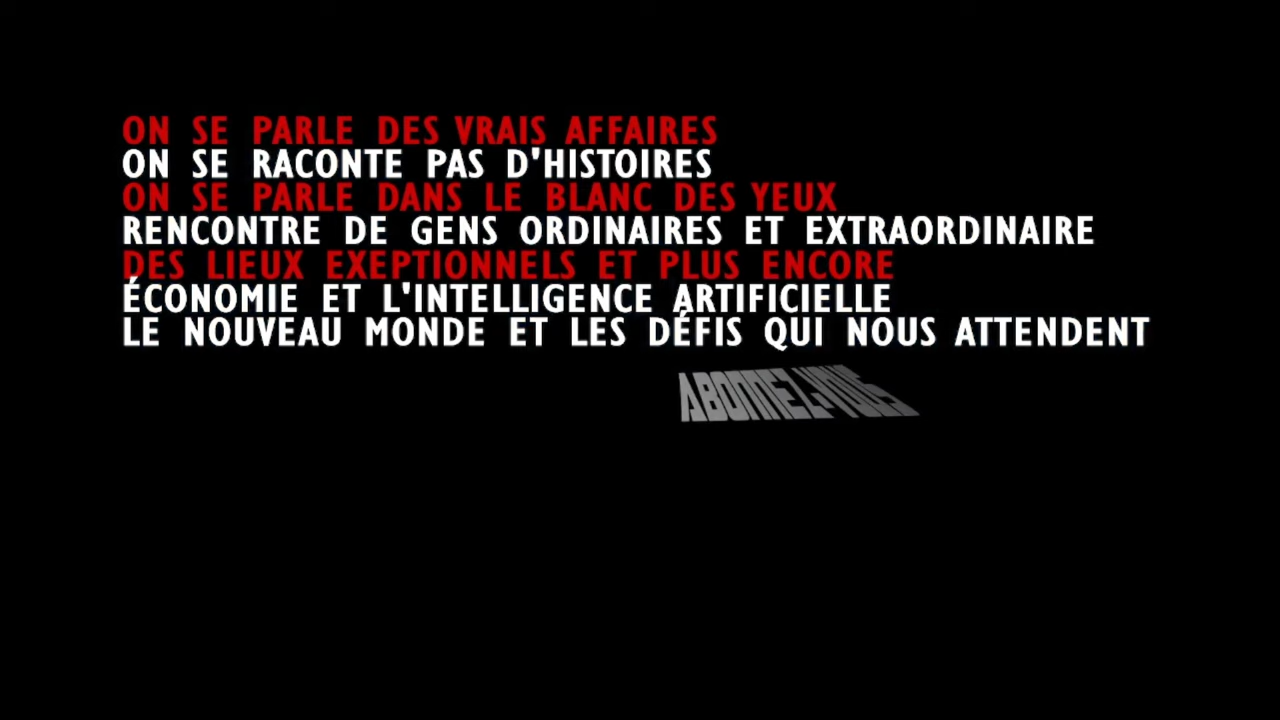 ON SE PARLE DES VRAIS AFFAIRES
ON SE RACONTE PAS D'HISTOIRES
ON SE PARLE DANS LE BLANC DES YEUX
RENCONTRE DE GENS ORDINAIRES ET EXTRAORDINAIRE
DES LIEUX EXEPTIONNELS ET PLUS ENCORE
ÉCONOMIE ET L'INTELLIGENCE ARTIFICIELLE
LE NOUVEAU MONDE ET LES DÉFIS QUI NOUS ATTENDENT
ABONNEZ-VOUS